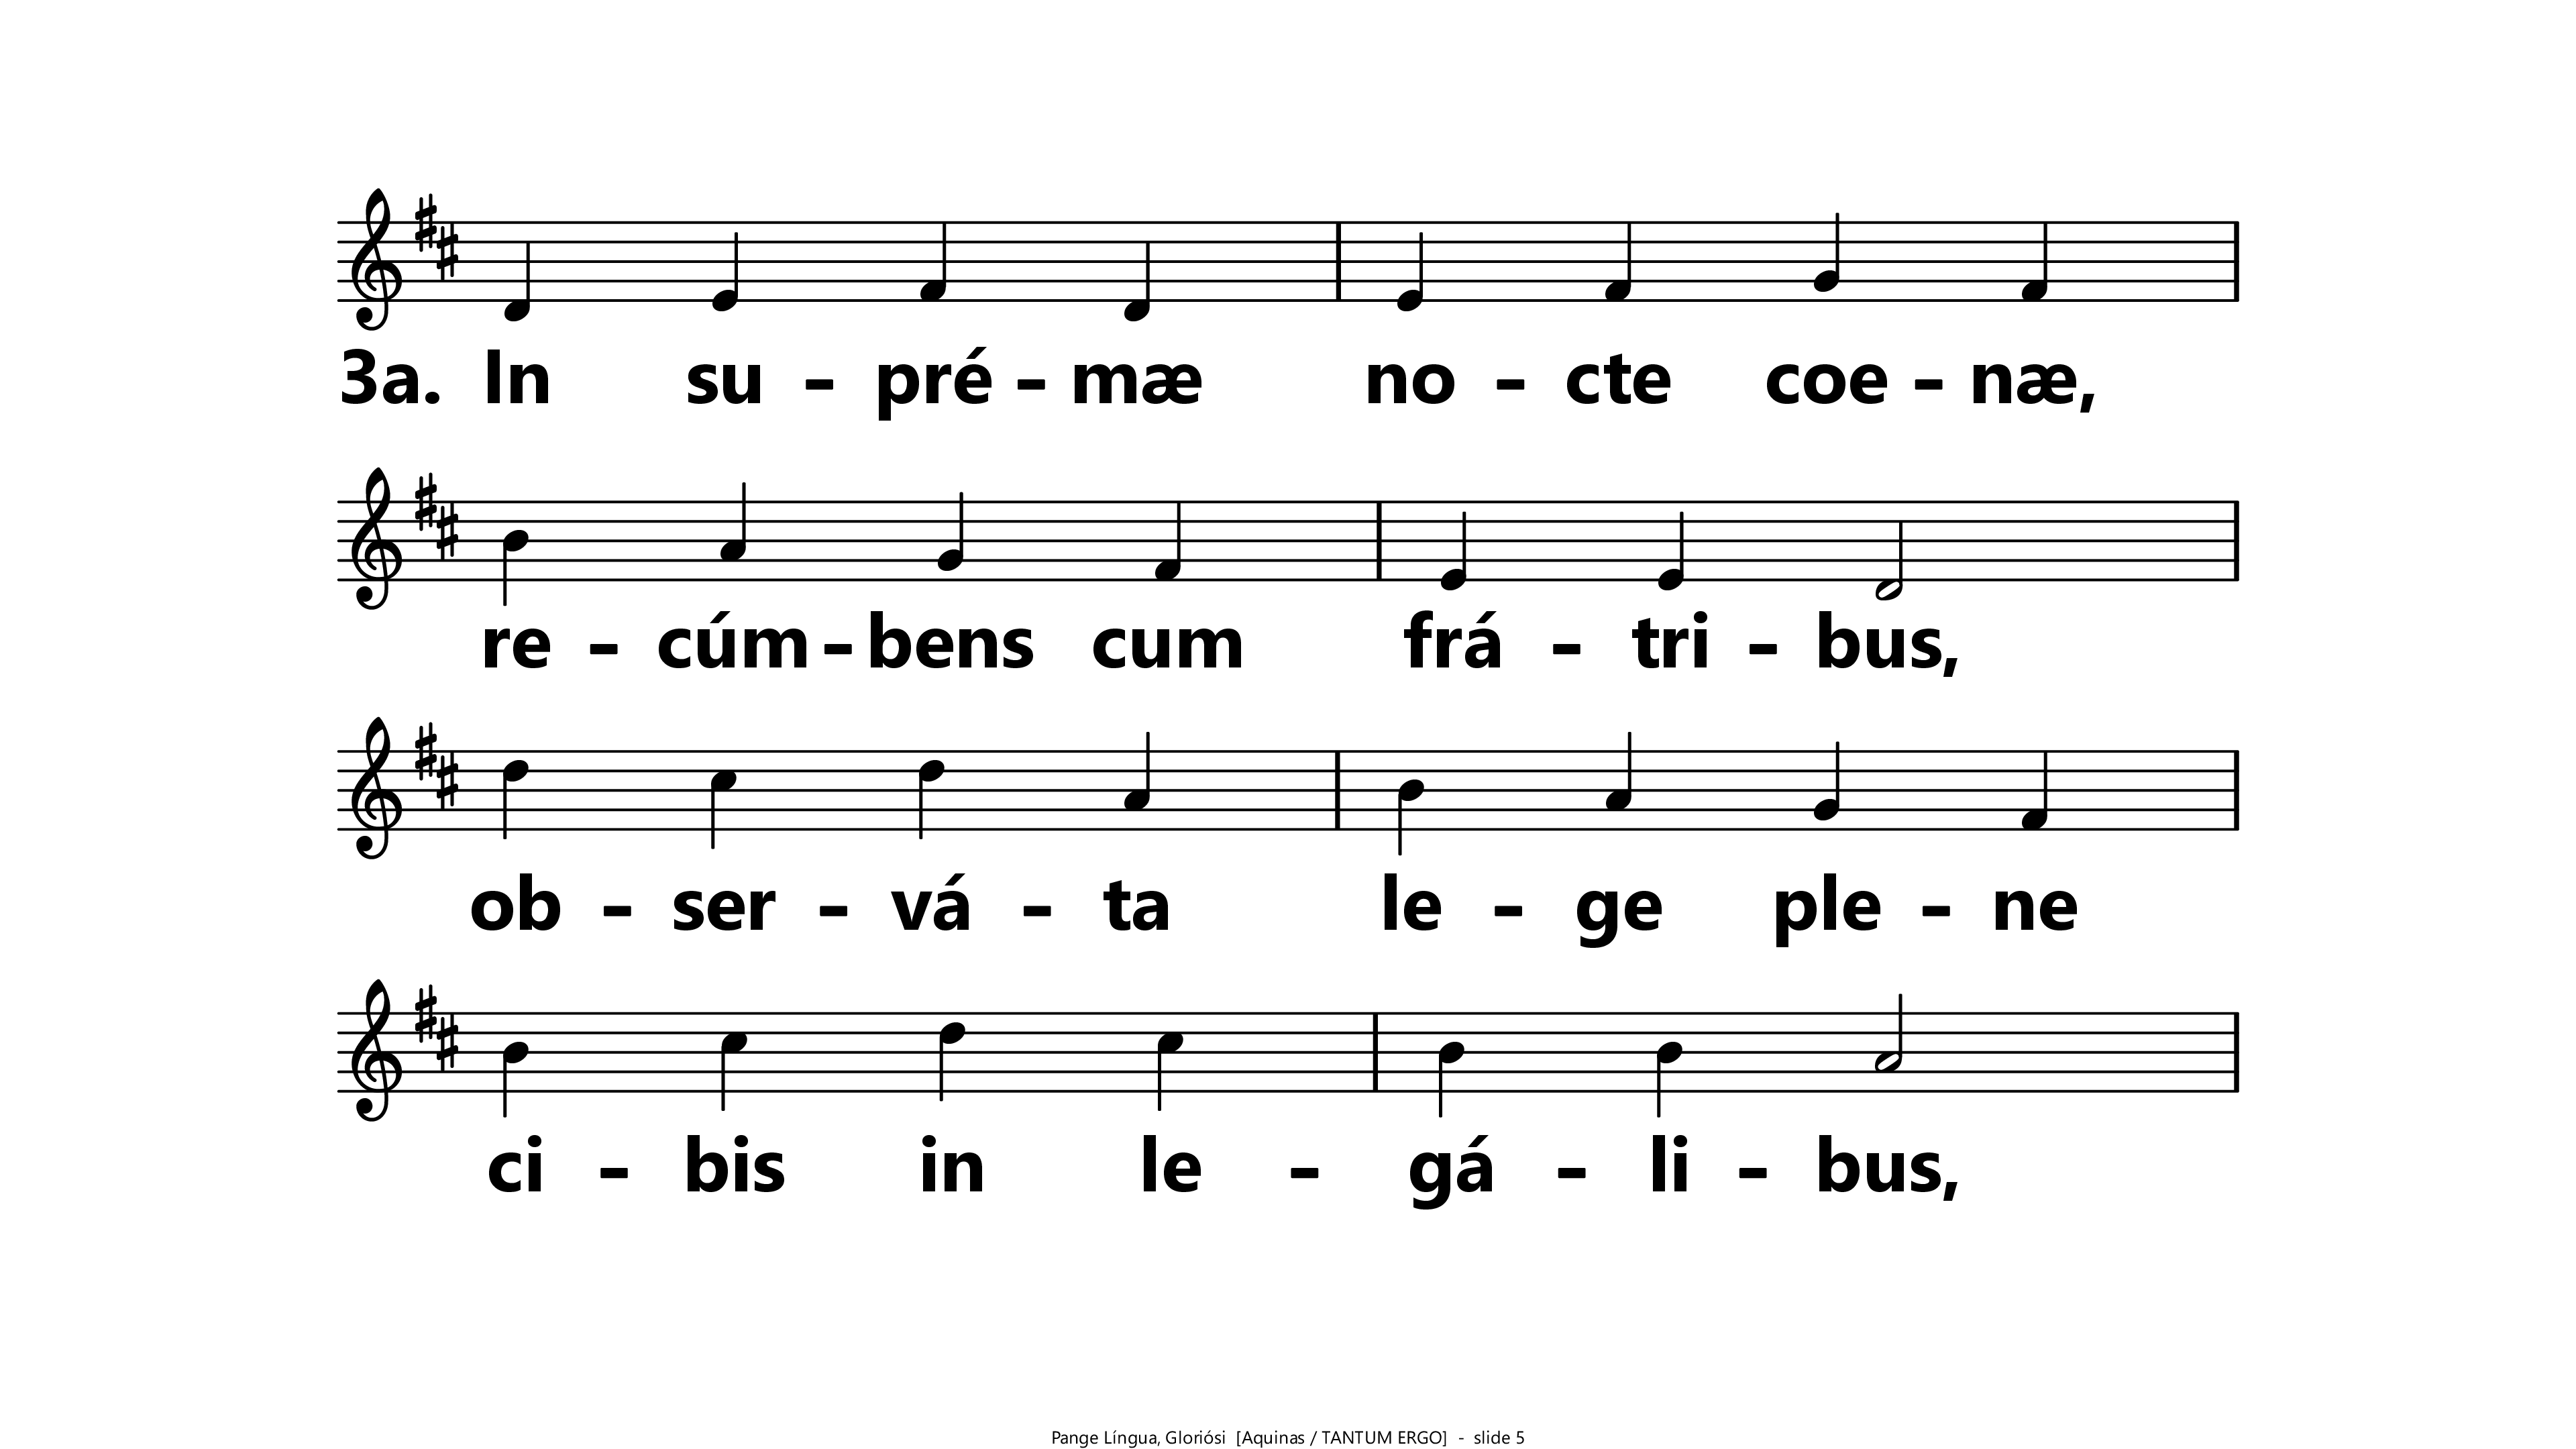 3a. In su - pré - mæ no - cte coe - næ,
re - cúm - bens cum frá - tri - bus,
ob - ser - vá - ta le - ge ple - ne
ci - bis in le - gá - li - bus,
Pange Língua, Gloriósi [Aquinas / TANTUM ERGO] - slide 5